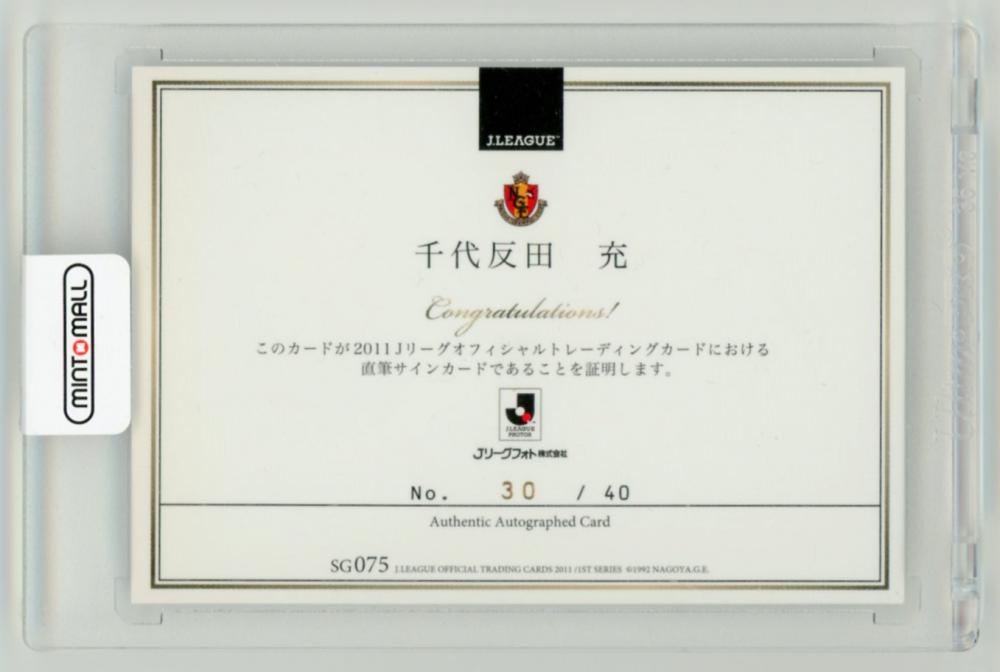 J.LEAGUE™
NGE
千代反田 充
Congratulations!
このカードが2011Jリーグオフィシャルトレーディングカードにおける
直筆サインカードであることを証明します。
J.LEAGUE
PHOTO
Jリーグフォト株式会社
No. 30 / 40
Authentic Autographed Card
SG075 J.LEAGUE OFFICIAL TRADING CARDS 2011 /1ST SERIES ©1992 NAGOYA.G.E.
MINTOMALL